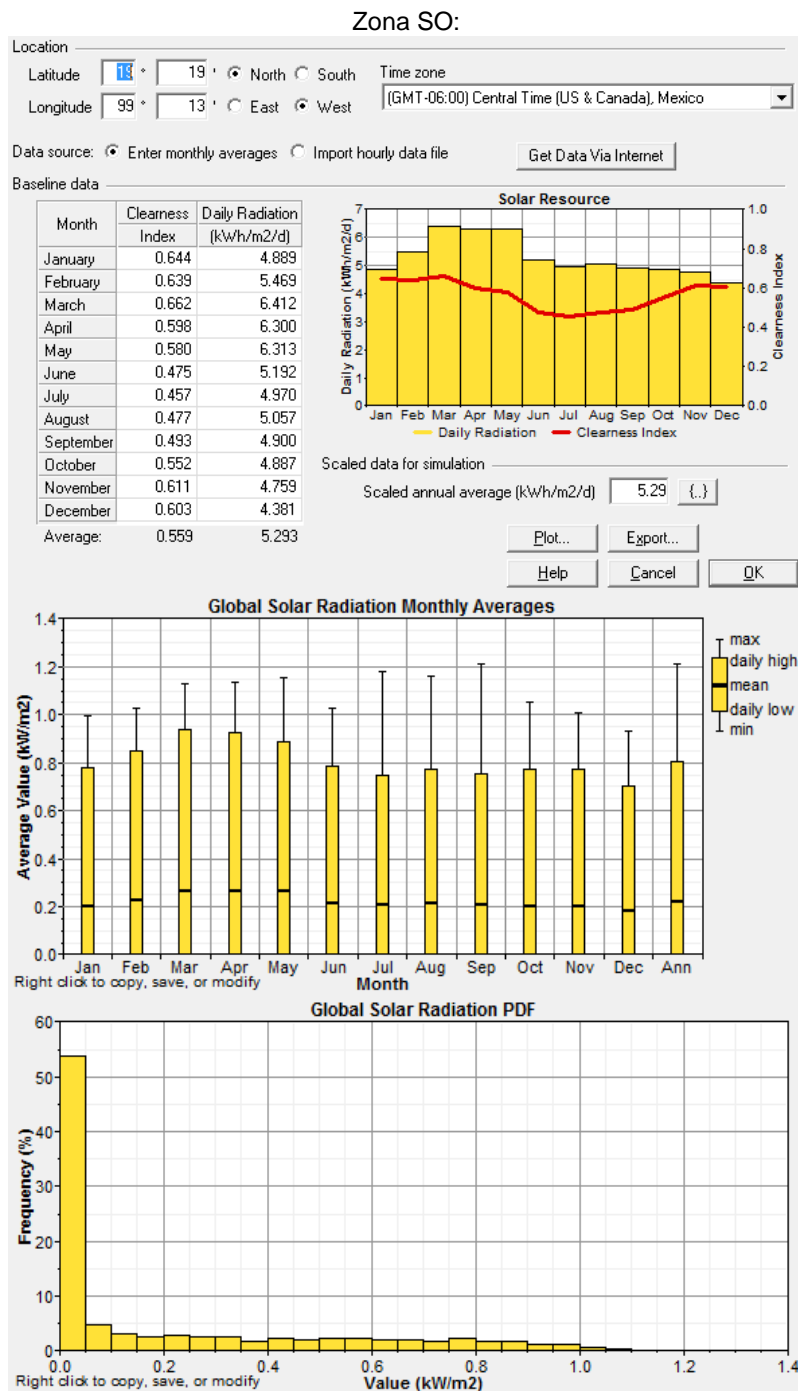 Zona SO:
Location
Latitude 19 ° 19 ' North South Time zone
Longitude 99 ° 13 ' East West (GMT-06:00) Central Time (US & Canada), Mexico
Data source: Enter monthly averages Import hourly data file Get Data Via Internet
Baseline data
Month Clearness Index Daily Radiation (kWh/m2/d)
January 0.644 4.889
February 0.639 5.469
March 0.662 6.412
April 0.598 6.300
May 0.580 6.313
June 0.475 5.192
July 0.457 4.970
August 0.477 5.057
September 0.493 4.900
October 0.552 4.887
November 0.611 4.759
December 0.603 4.381
Average: 0.559 5.293
Solar Resource
Daily Radiation (kWh/m2/d)
7
6
5
4
3
2
1
0
1.0
0.8
0.6
0.4
0.2
0.0
Clearness Index
Jan Feb Mar Apr May Jun Jul Aug Sep Oct Nov Dec
Daily Radiation Clearness Index
Scaled data for simulation
Scaled annual average (kWh/m2/d) 5.29 {..}
Plot... Export...
Help Cancel OK
Global Solar Radiation Monthly Averages
Average Value (kW/m2)
1.4
1.2
1.0
0.8
0.6
0.4
0.2
0.0
max
daily high
mean
daily low
min
Jan Feb Mar Apr May Jun Jul Aug Sep Oct Nov Dec Ann
Right click to copy, save, or modify Month
Global Solar Radiation PDF
Frequency (%)
60
50
40
30
20
10
0
0.0 0.2 0.4 0.6 0.8 1.0 1.2 1.4
Right click to copy, save, or modify Value (kW/m2)